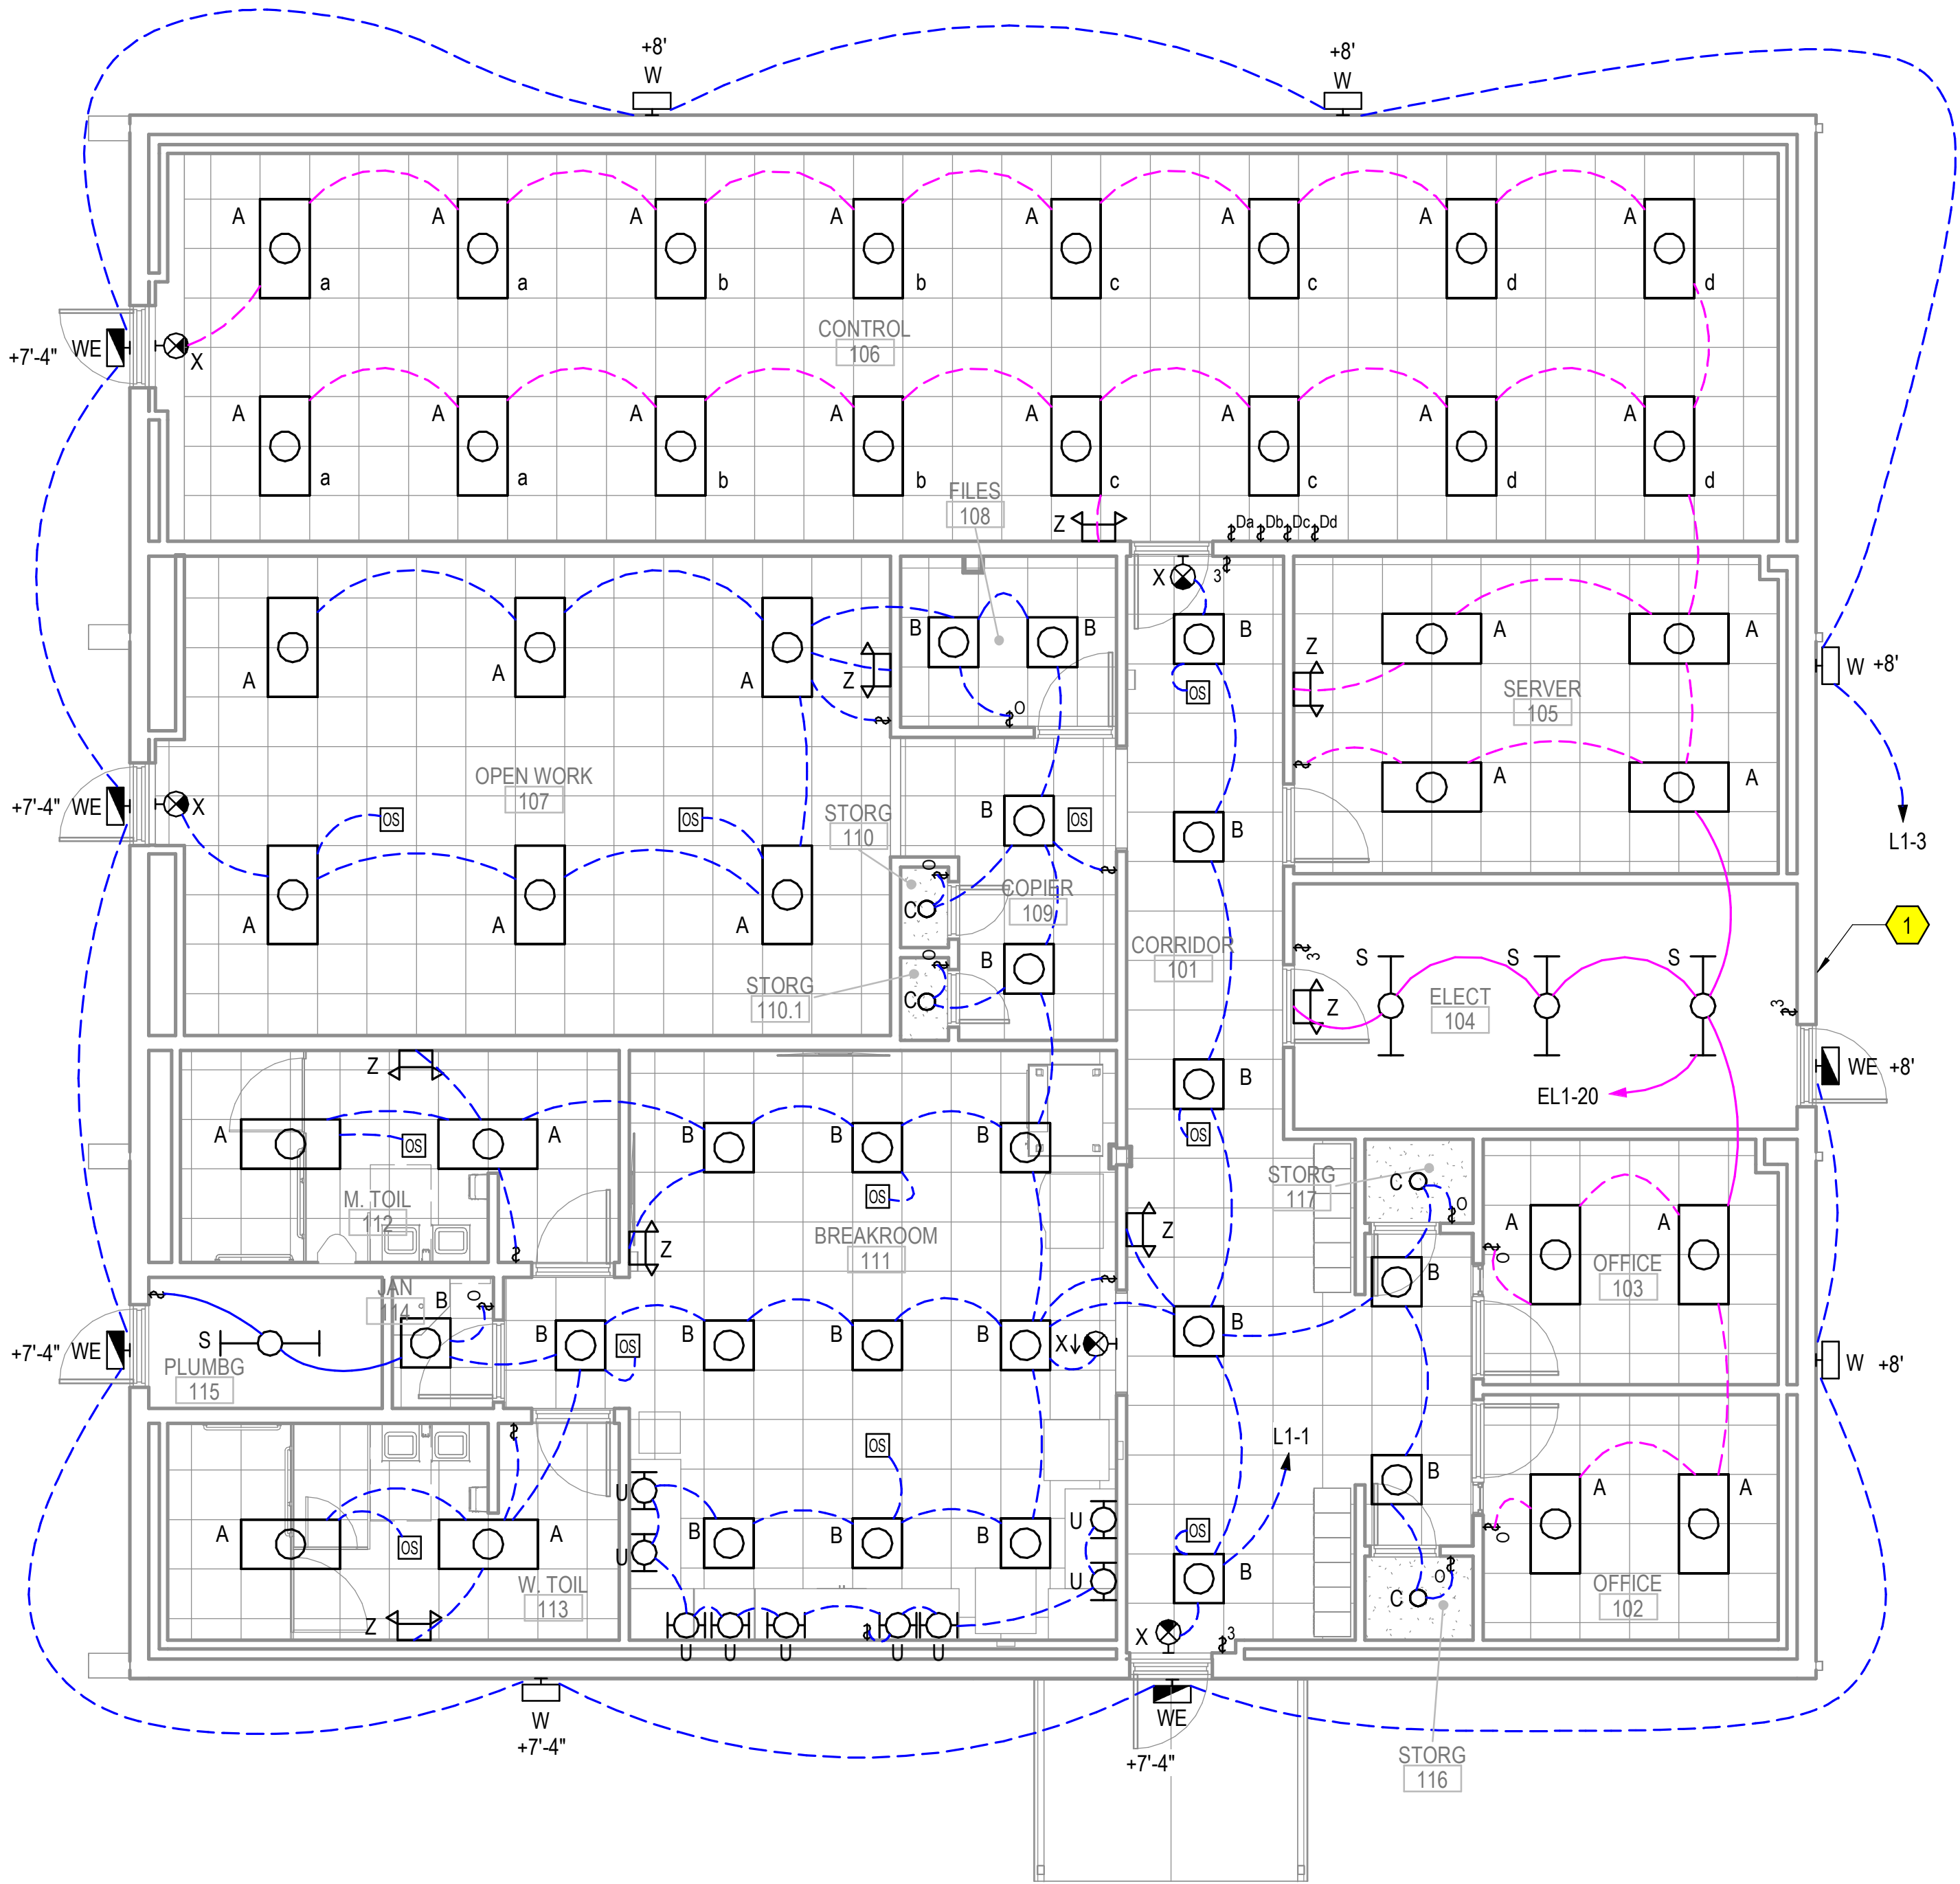 +8'
W
+8'
W
A A A A A A A A
a a b b c c d d
CONTROL
106
+7'-4" WE
X
A A A A A A A A
a a b b c c d d
FILES
108
Z
Da Db Dc Dd
X
3
B B
B
A A A
Z
O
OS
Z
A A
SERVER
105
W +8'
OPEN WORK
107
+7'-4" WE
X
OS OS
STORG
110
B
OS
B
A A
L1-3
O
C
COPIER
109
A A A
STORG
110.1
O
C
B
CORRIDOR
101
3
Z
S S S
ELECT
104
EL1-20
3
1
WE +8'
Z
A A
OS
M. TOIL
112
B B B
OS
BREAKROOM
111
Z
B
OS
Z
STORG
117
C
O
B
A A
O
OFFICE
103
JAN
114
B
O
+7'-4" WE
S
PLUMBG
115
B
OS
B B B
X
B
W +8'
OS
L1-1
B
A A
O
OFFICE
102
A A
OS
Z
W. TOIL
113
U
U
B B B
U
U
U U U U U
OS
B
X
3
C
O
W
+7'-4"
WE
+7'-4"
STORG
116